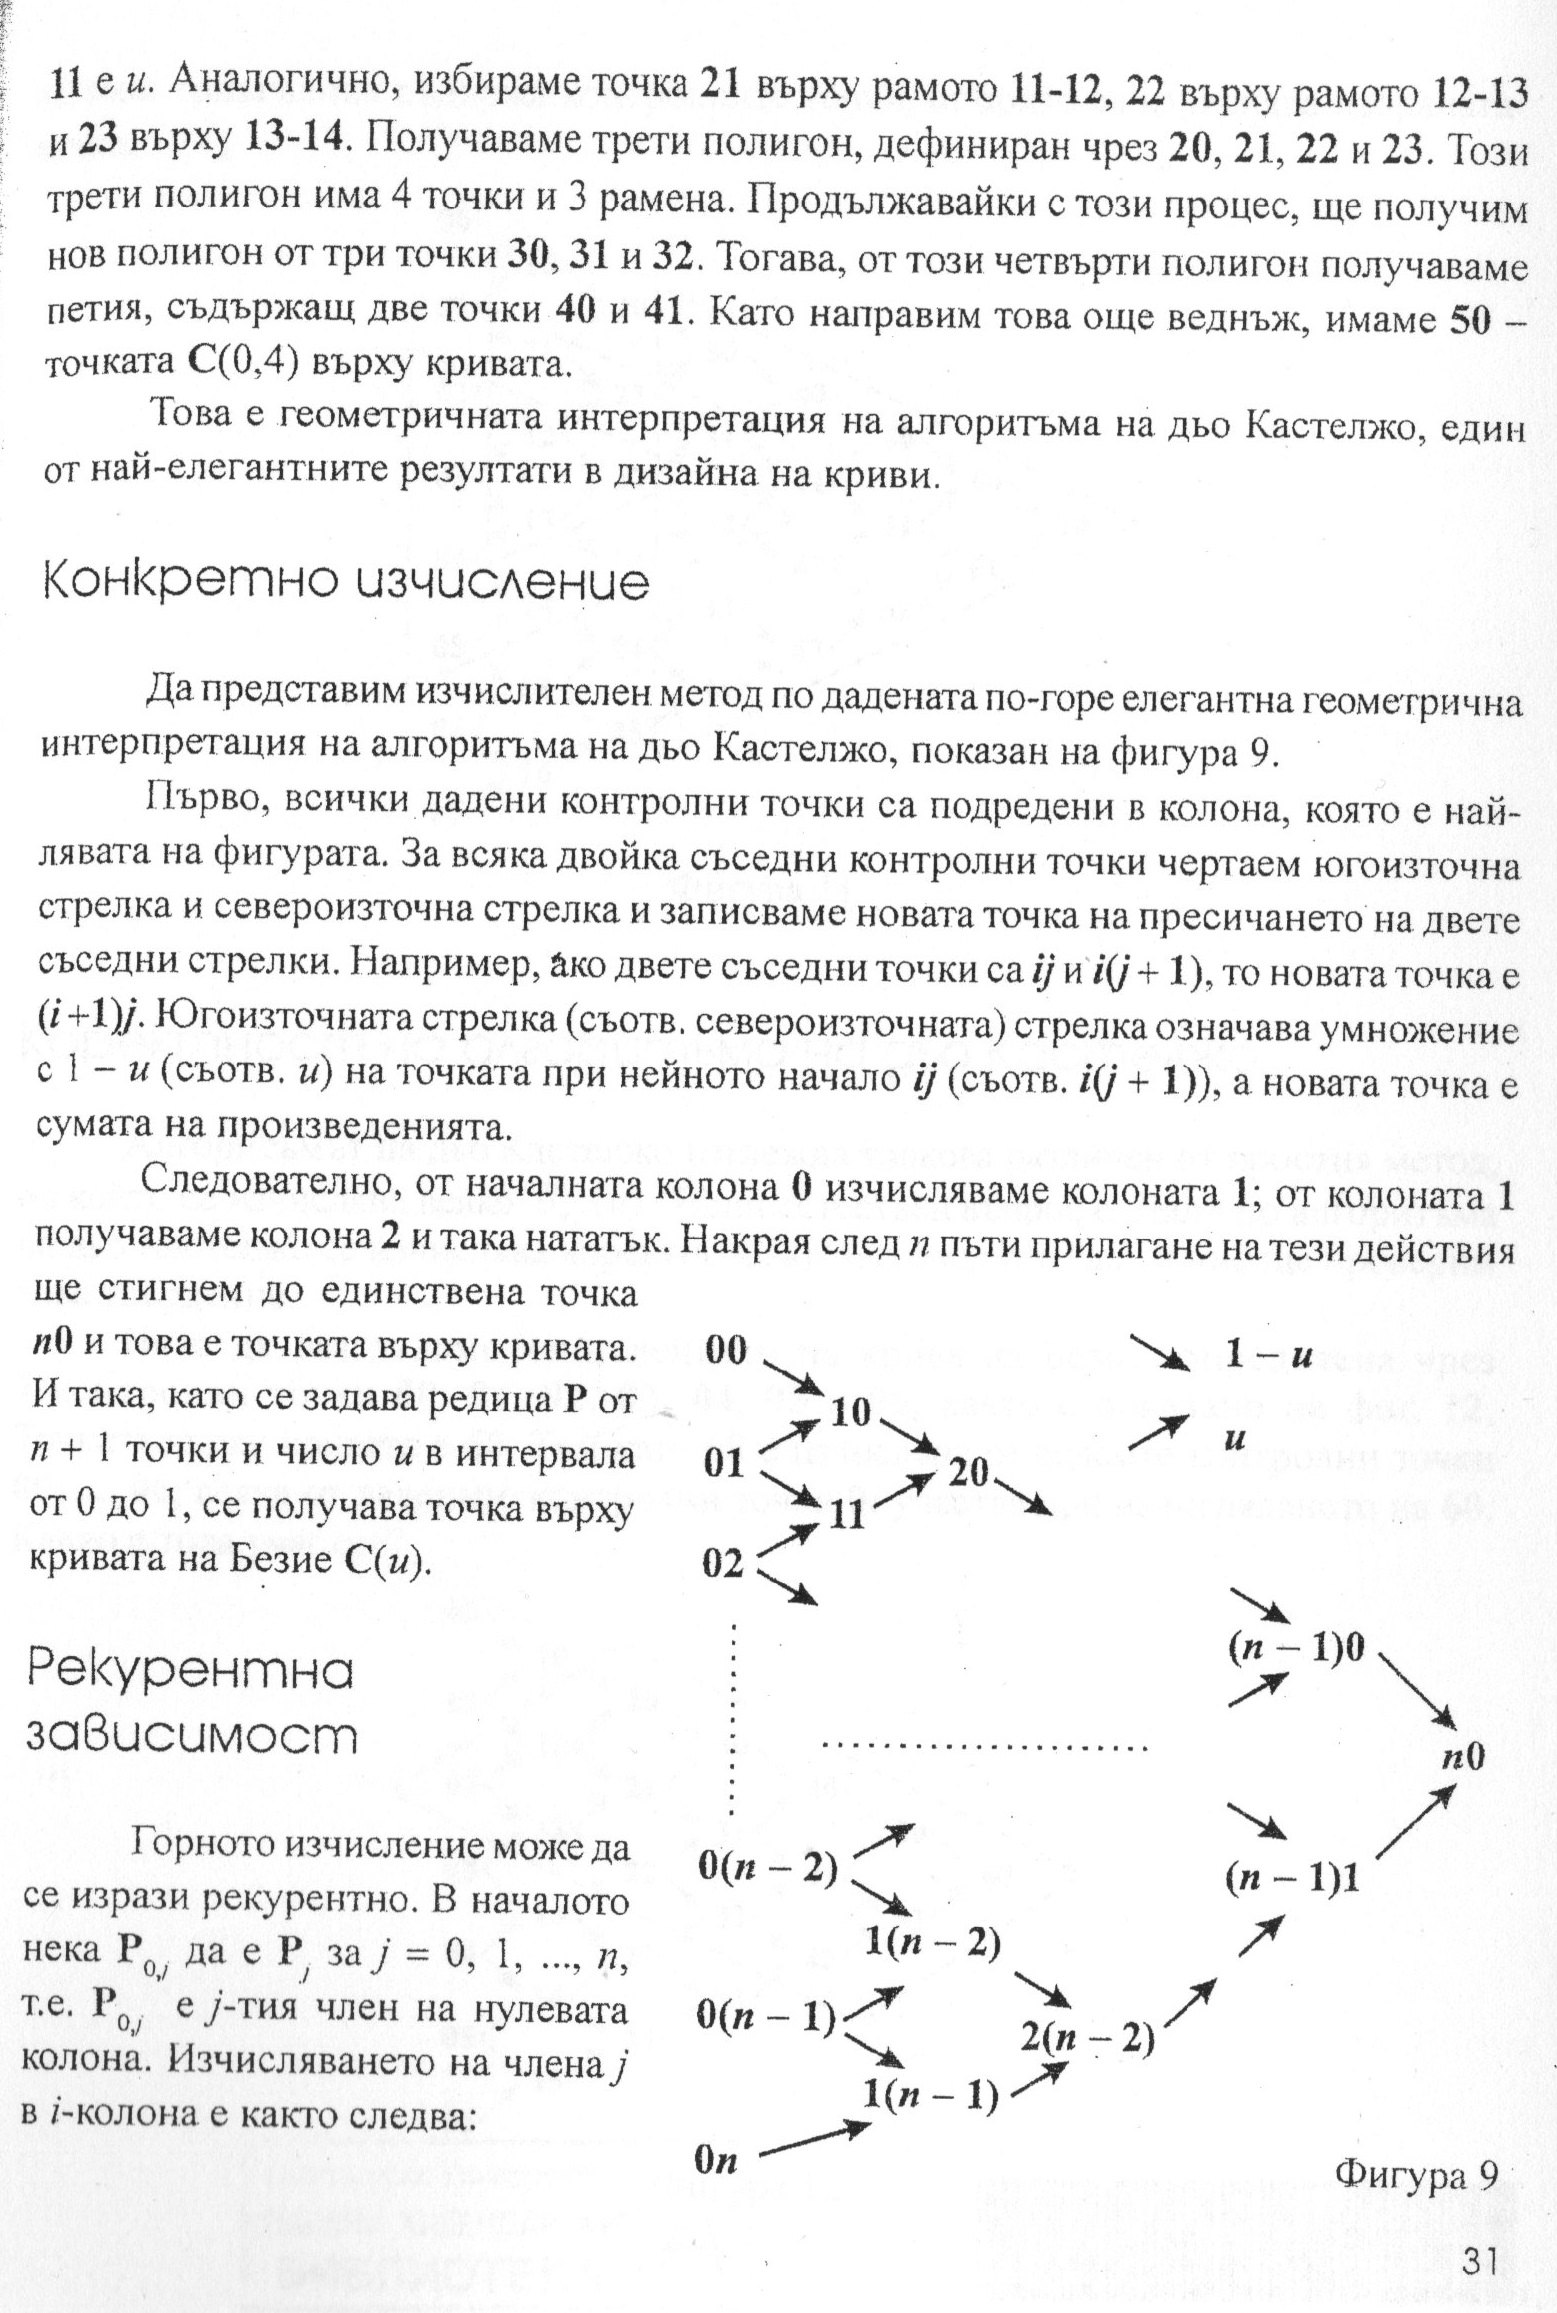 11 е u. Аналогично, избираме точка 21 върху рамото 11-12, 22 върху рамото 12-13
и 23 върху 13-14. Получаваме трети полигон, дефиниран чрез 20, 21, 22 и 23. Този
трети полигон има 4 точки и 3 рамена. Продължавайки с този процес, ще получим
нов полигон от три точки 30, 31 и 32. Тогава, от този четвърти полигон получаваме
петия, съдържащ две точки 40 и 41. Като направим това още веднъж, имаме 50 –
точката C(0,4) върху кривата.
Това е геометричната интерпретация на алгоритъма на дьо Кастелжо, един
от най-елегантните резултати в дизайна на криви.
Конкретно изчисление
Да представим изчислителен метод по дадената по-горе елегантна геометрична
интерпретация на алгоритъма на дьо Кастелжо, показан на фигура 9.
Първо, всички дадени контролни точки са подредени в колона, която е най-
лявата на фигурата. За всяка двойка съседни контролни точки чертаем югоизточна
стрелка и североизточна стрелка и записваме новата точка на пресичането на двете
съседни стрелки. Например, ако двете съседни точки са ij и i(j + 1), то новата точка е
(i +1)j. Югоизточната стрелка (съотв. североизточната) стрелка означава умножение
с 1 – u (съотв. u) на точката при нейното начало ij (съотв. i(j + 1)), а новата точка е
сумата на произведенията.
Следователно, от началната колона 0 изчисляваме колоната 1; от колоната 1
получаваме колона 2 и така нататък. Накрая след n пъти прилагане на тези действия
ще стигнем до единствена точка
n0 и това е точката върху кривата.
И така, като се задава редица P от
n + 1 точки и число u в интервала
от 0 до 1, се получава точка върху
кривата на Безие C(u).
Рекурентна
зависимост
Горното изчисление може да
се изрази рекурентно. В началото
нека P0,j да е Pj за j = 0, 1, ..., n,
т.е. P0,j е j-тия член на нулевата
колона. Изчисляването на члена j
в i-колона е както следва:
00
1 – u
10
u
01
20
11
02
(n – 1)0
n0
0(n – 2)
(n – 1)1
1(n – 2)
0(n – 1)
2(n – 2)
1(n – 1)
0n
Фигура 9
31